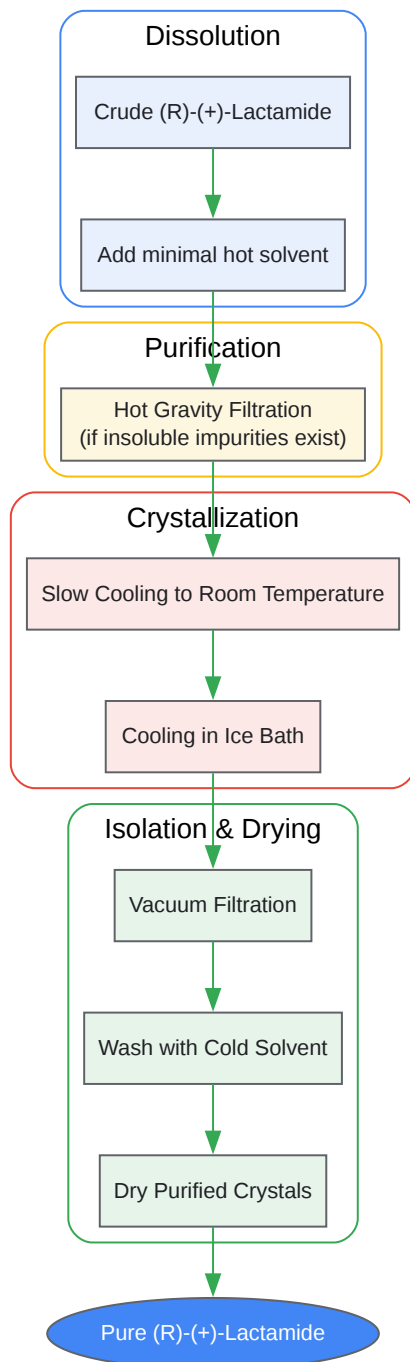 Dissolution
Crude (R)-(+)-Lactamide
Add minimal hot solvent
Purification
Hot Gravity Filtration
(if insoluble impurities exist)
Crystallization
Slow Cooling to Room Temperature
Cooling in Ice Bath
Isolation & Drying
Vacuum Filtration
Wash with Cold Solvent
Dry Purified Crystals
Pure (R)-(+)-Lactamide